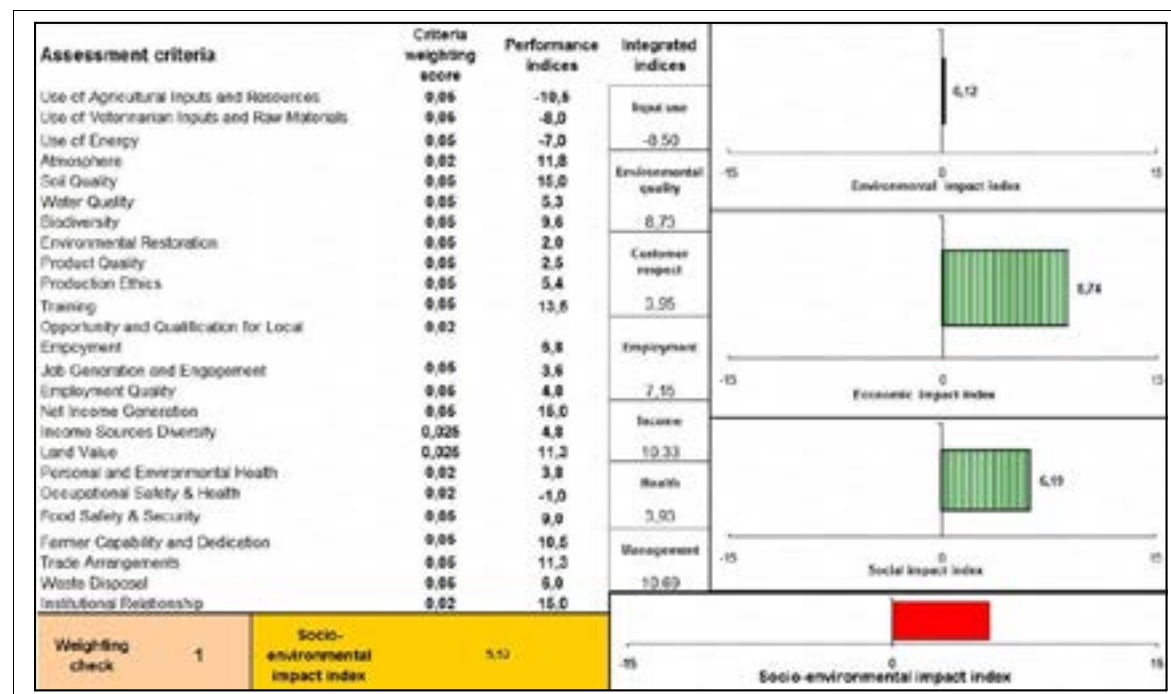 Assessment criteria
Criteria
weighting
score
Performance
indices
Integrated
indices
Use of Agricultural Inputs and Resources 0,05 -10,5
Use of Veterinarian Inputs and Raw Materials 0,05 -8,0
Use of Energy 0,05 -7,0
Atmosphere 0,02 11,8
Soil Quality 0,05 15,0
Water Quality 0,05 5,3
Biodiversity 0,05 9,6
Environmental Restoration 0,05 2,0
Product Quality 0,05 2,5
Production Ethics 0,05 5,4
Training 0,05 13,5
Opportunity and Qualification for Local 0,02
Empoyment 5,8
Job Generation and Engagement 0,05 3,6
Employment Quality 0,05 4,8
Net Income Generation 0,05 15,0
Income Sources Diversity 0,025 4,8
Land Value 0,025 11,3
Personal and Environmental Health 0,02 3,8
Occupational Safety & Health 0,02 -1,0
Food Safety & Security 0,05 9,0
Farmer Capability and Dedication 0,05 10,5
Trade Arrangements 0,05 11,3
Waste Disposal 0,05 6,0
Institutional Relationship 0,02 15,0
Input use
-8.50
Environmental
quality
8,73
Customer
respect
3,95
Employment
7,15
Income
10.33
Health
3,93
Management
10.69
Weighting
check
1
Socio-
environmental
impact index
0,12
-15 0 15
Environmental impact index
8,74
-15 0 15
Economic impact index
6,19
-15 0 15
Social impact index
-15 0 15
Socio-environmental impact index